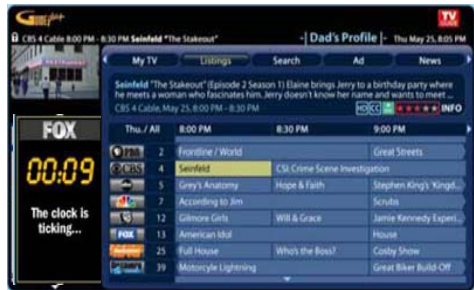 GUIDE plus+
TV GUIDE
CBS 4 Cable 8:00 PM - 8:30 PM Seinfeld "The Stakeout"
-| Dad's Profile |- Thu May 25, 8:05 PM
My TV Listings Search Ad News
Seinfeld "The Stakeout" (Episode 2 Season 1) Elaine brings Jerry to a birthday party where
he meets a woman who fascinates him. Jerry doesn't know her name and wants to meet ...
CBS 4 Cable, May 25, 8:00 PM - 8:30 PM
HD CC INFO
Thu. / All 8:00 PM 8:30 PM 9:00 PM
PBS 2 Frontline / World Great Streets
CBS 4 Seinfeld CSI: Crime Scene Investigation
5 Grey's Anatomy Hope & Faith Stephen King's 'Kingd...
7 According to Jim Scrubs
12 Gilmore Girls Will & Grace Jamie Kennedy Experi...
FOX 13 American Idol House
25 Full House Who's the Boss? Cosby Show
39 Motorcyle Lightning Great Biker Build-Off
FOX
00:09
The clock is
ticking...